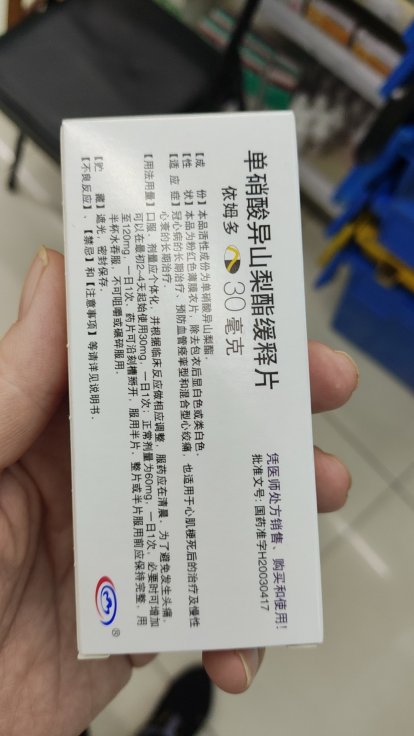 单硝酸异山梨酯缓释片
依姆多 30毫克
凭医师处方销售、购买和使用!
批准文号:国药准字H20030417
【成 份】本品活性成份为单硝酸异山梨酯。
【性 状】本品为粉红色薄膜衣片，除去包衣后显白色或类白色。
【适 应 症】冠心病的长期治疗、预防血管痉挛型和混合型心绞痛，也适用于心肌梗死后的治疗及慢性
心衰的长期治疗。
【用法用量】口服，剂量应个体化，并根据临床反应做相应调整，服药应在清晨，为了避免发生头痛，
可以在最初2~4天起始使用30mg，一日1次；正常剂量为60mg，一日1次，必要时可增加
至120mg，一日1次，药片可沿刻槽掰开，服用半片，整片或半片服用前应保持完整，用
半杯水吞服，不可咀嚼或碾碎服用.
【贮 藏】遮光，密封保存.
【不良反应】、【禁忌】和【注意事项】等请详见说明书.
®